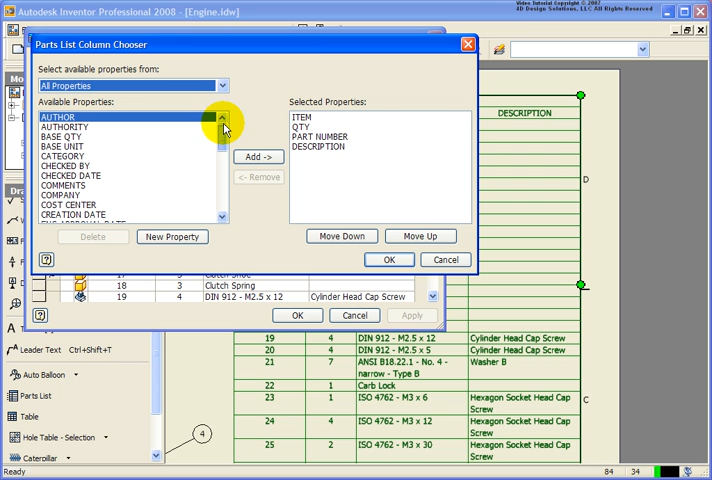 Autodesk Inventor Professional 2008 - [Engine.idw]
Video Tutorial Copyright © 2007
4D Design Solutions, LLC All Rights Reserved
Parts List Column Chooser
Select available properties from:
All Properties
Available Properties:
Selected Properties:
AUTHOR
AUTHORITY
BASE QTY
BASE UNIT
CATEGORY
CHECKED BY
CHECKED DATE
COMMENTS
COMPANY
COST CENTER
CREATION DATE
ENG APPROVAL DATE
Add ->
<- Remove
ITEM
QTY
PART NUMBER
DESCRIPTION
Delete
New Property
Move Down
Move Up
OK
Cancel
17 3 Clutch Shoe
18 3 Clutch Spring
19 4 DIN 912 - M2.5 x 12 Cylinder Head Cap Screw
OK
Cancel
Apply
DESCRIPTION
D
C
19 4 DIN 912 - M2.5 x 12 Cylinder Head Cap Screw
20 4 DIN 912 - M2.5 x 5 Cylinder Head Cap Screw
21 7 ANSI B18.22.1 - No. 4 - Washer B
narrow - Type B
22 1 Carb Lock
23 1 ISO 4762 - M3 x 6 Hexagon Socket Head Cap
Screw
24 4 ISO 4762 - M3 x 12 Hexagon Socket Head Cap
Screw
25 2 ISO 4762 - M3 x 30 Hexagon Socket Head Cap
Screw
4
Leader Text Ctrl+Shift+T
Auto Balloon
Parts List
Table
Hole Table - Selection
Caterpillar
Ready
84 34